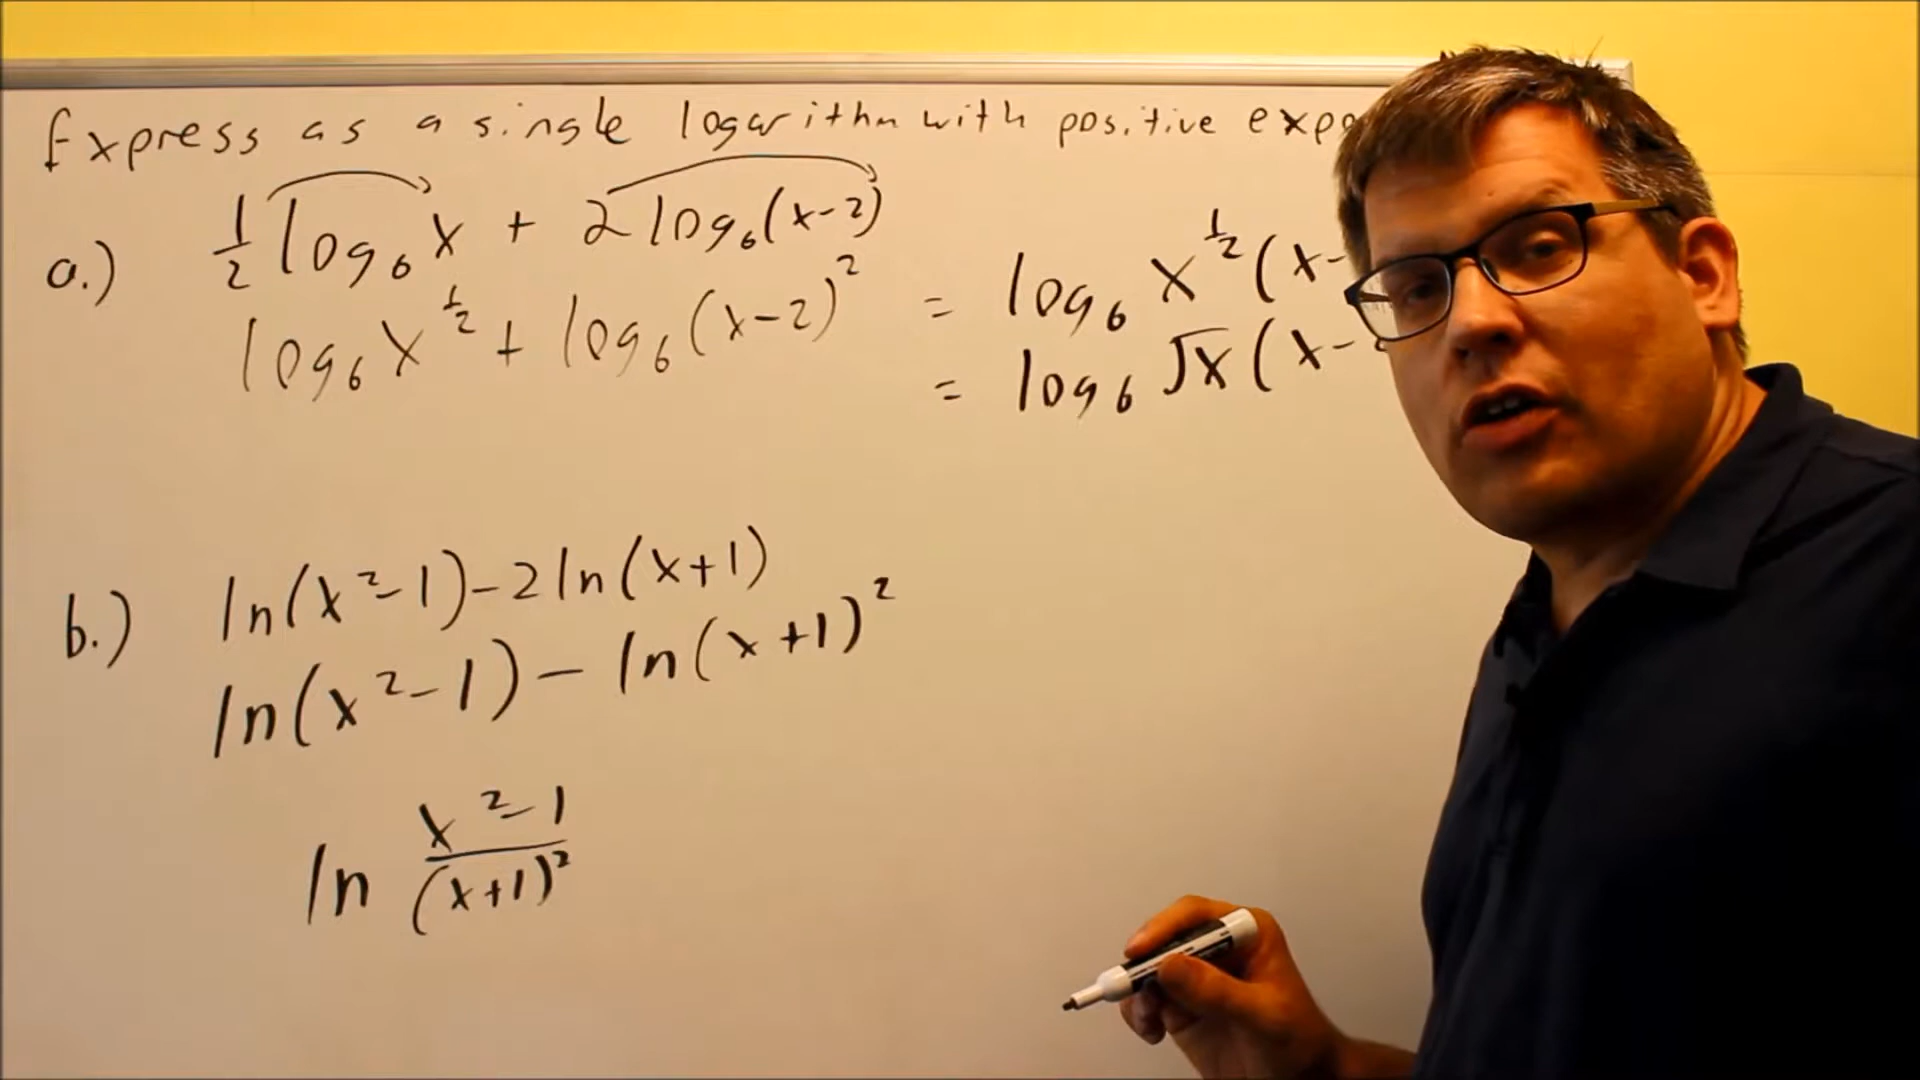 Express as a single logarithm with positive expo
a.) 1/2 log₆ x + 2 log₆(x-2)
log₆ x^(1/2) + log₆(x-2)²
= log₆ x^(1/2) (x-
= log₆ √x (x-
b.) ln(x²-1)-2ln(x+1)
ln(x²-1) - ln(x+1)²
ln (x²-1)/(x+1)²